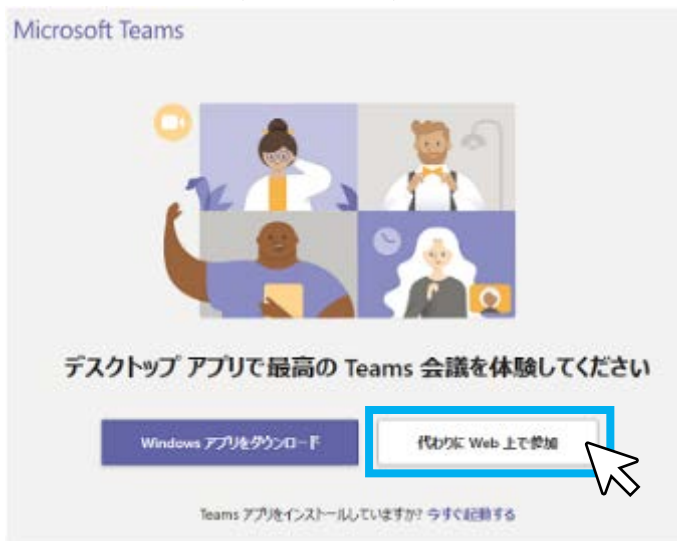 Microsoft Teams
デスクトップ アプリで最高の Teams 会議を体験してください
Windows アプリをダウンロード
代わりに Web 上で参加
Teams アプリをインストールしていますか? 今すぐ起動する